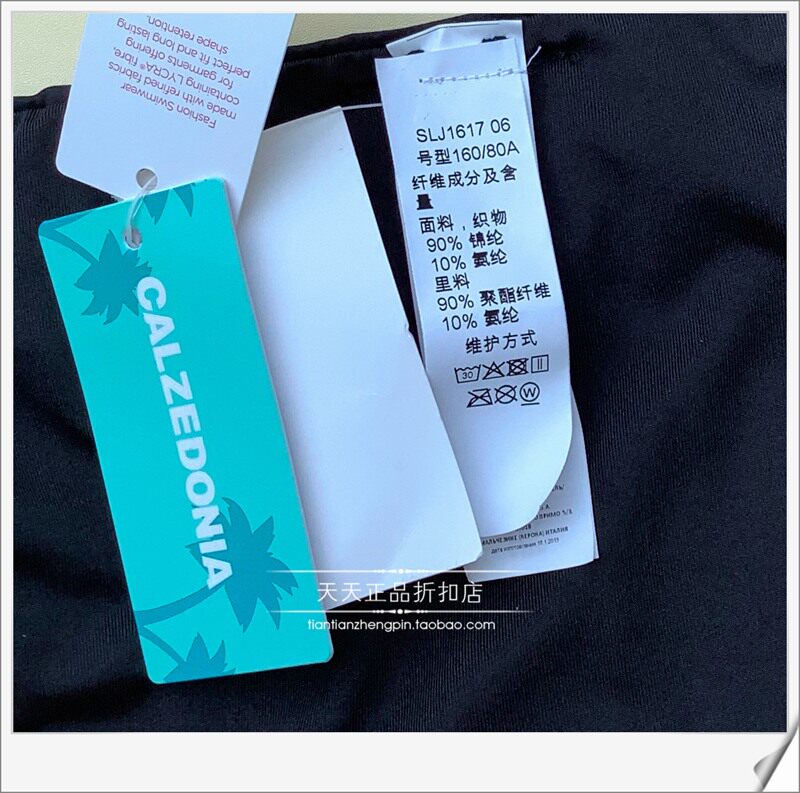 Fashion Swimwear
made with refined fabrics
containing LYCRA® fibre,
for garments offering
perfect fit and long lasting
shape retention.
CALZEDONIA
SLJ1617 06
号型160/80A
纤维成分及含
量
面料，织物
90% 锦纶
10% 氨纶
里料
90% 聚酯纤维
10% 氨纶
维护方式
30
W
(ВЕРОНА) ИТАЛИЯ
天天正品折扣店
tiantianzhengpin.taobao.com